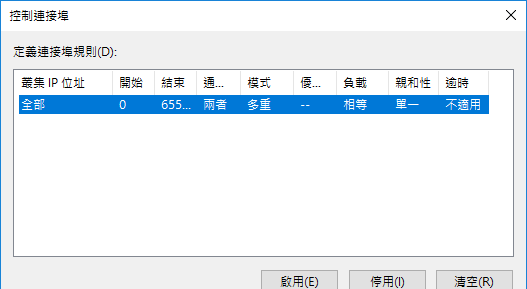 控制連接埠
定義連接埠規則(D):
叢集 IP 位址 開始 結束 通... 模式 優... 負載 親和性 逾時
全部 0 655... 兩者 多重 -- 相等 單一 不適用
啟用(E) 停用(I) 清空(R)